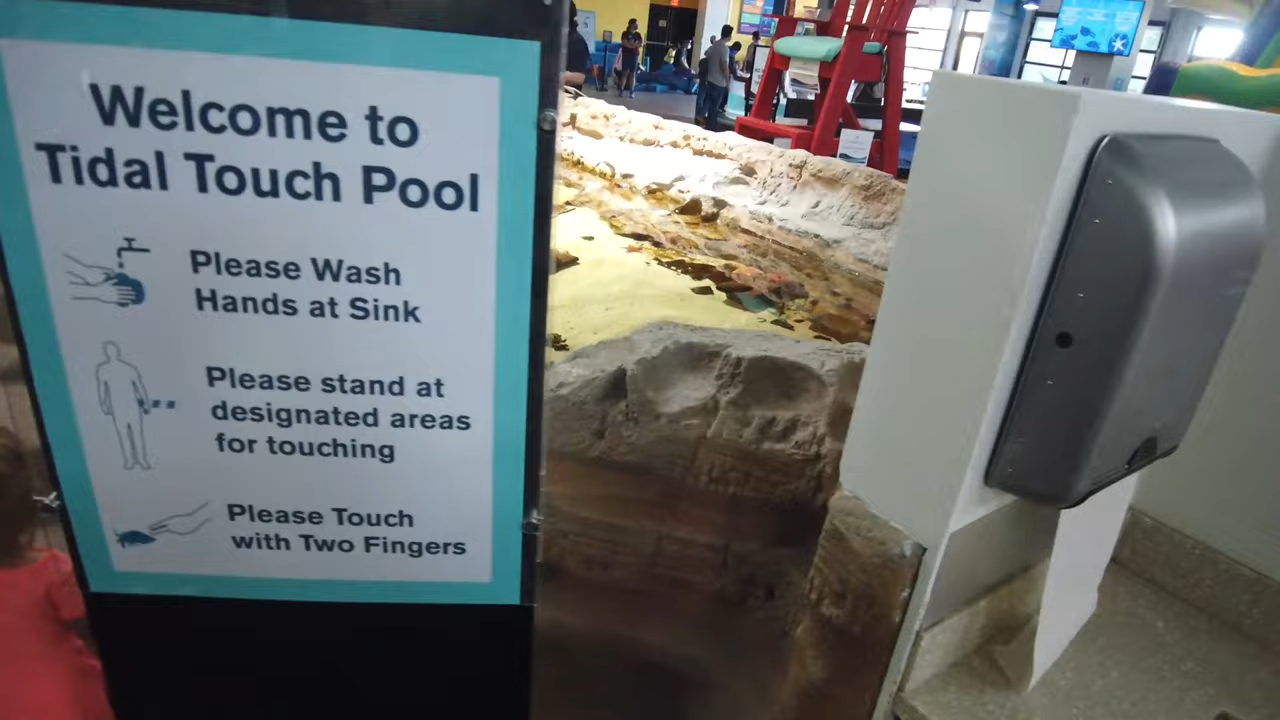 Welcome to
Tidal Touch Pool
Please Wash
Hands at Sink
Please stand at
designated areas
for touching
Please Touch
with Two Fingers